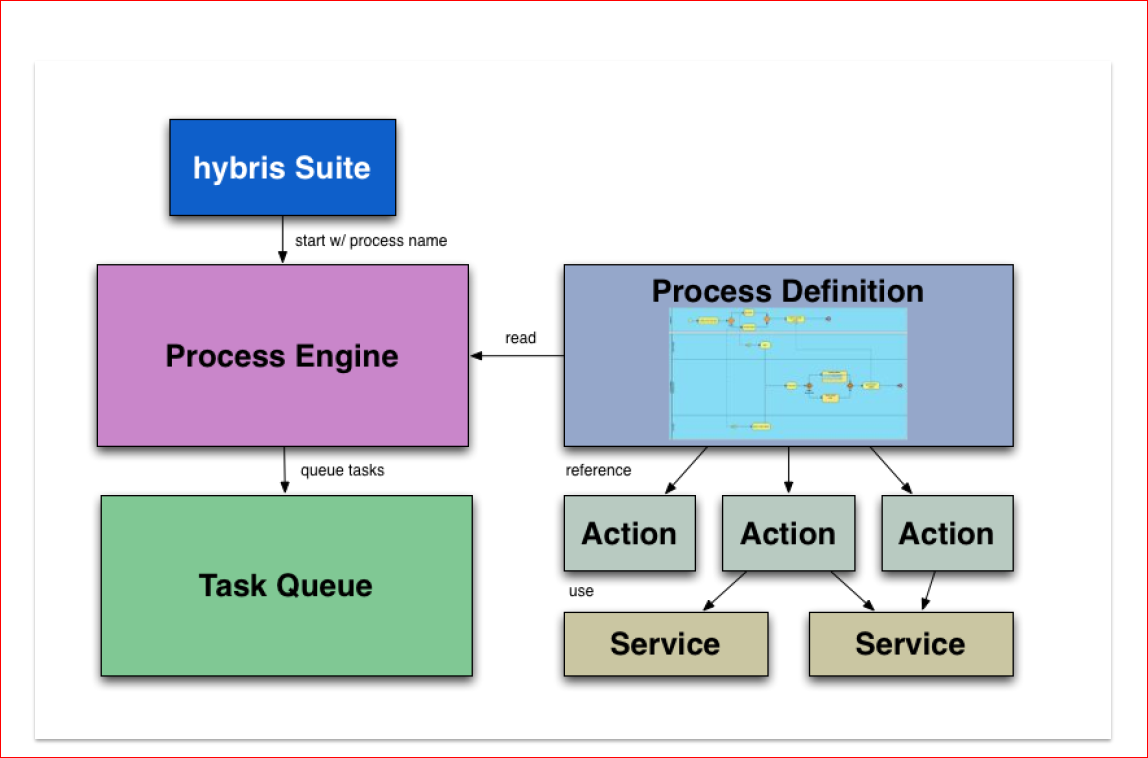 hybris Suite
start w/ process name
Process Definition
Process Engine
read
queue tasks
reference
Task Queue
Action
Action
Action
use
Service
Service